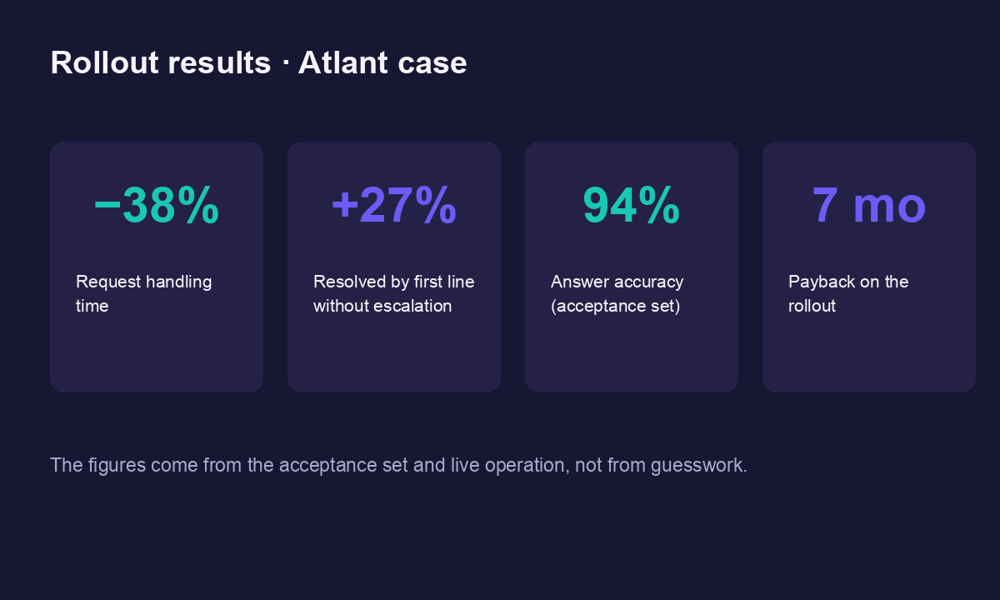 Rollout results · Atlant case
−38%
Request handling
time
+27%
Resolved by first line
without escalation
94%
Answer accuracy
(acceptance set)
7 mo
Payback on the
rollout
The figures come from the acceptance set and live operation, not from guesswork.